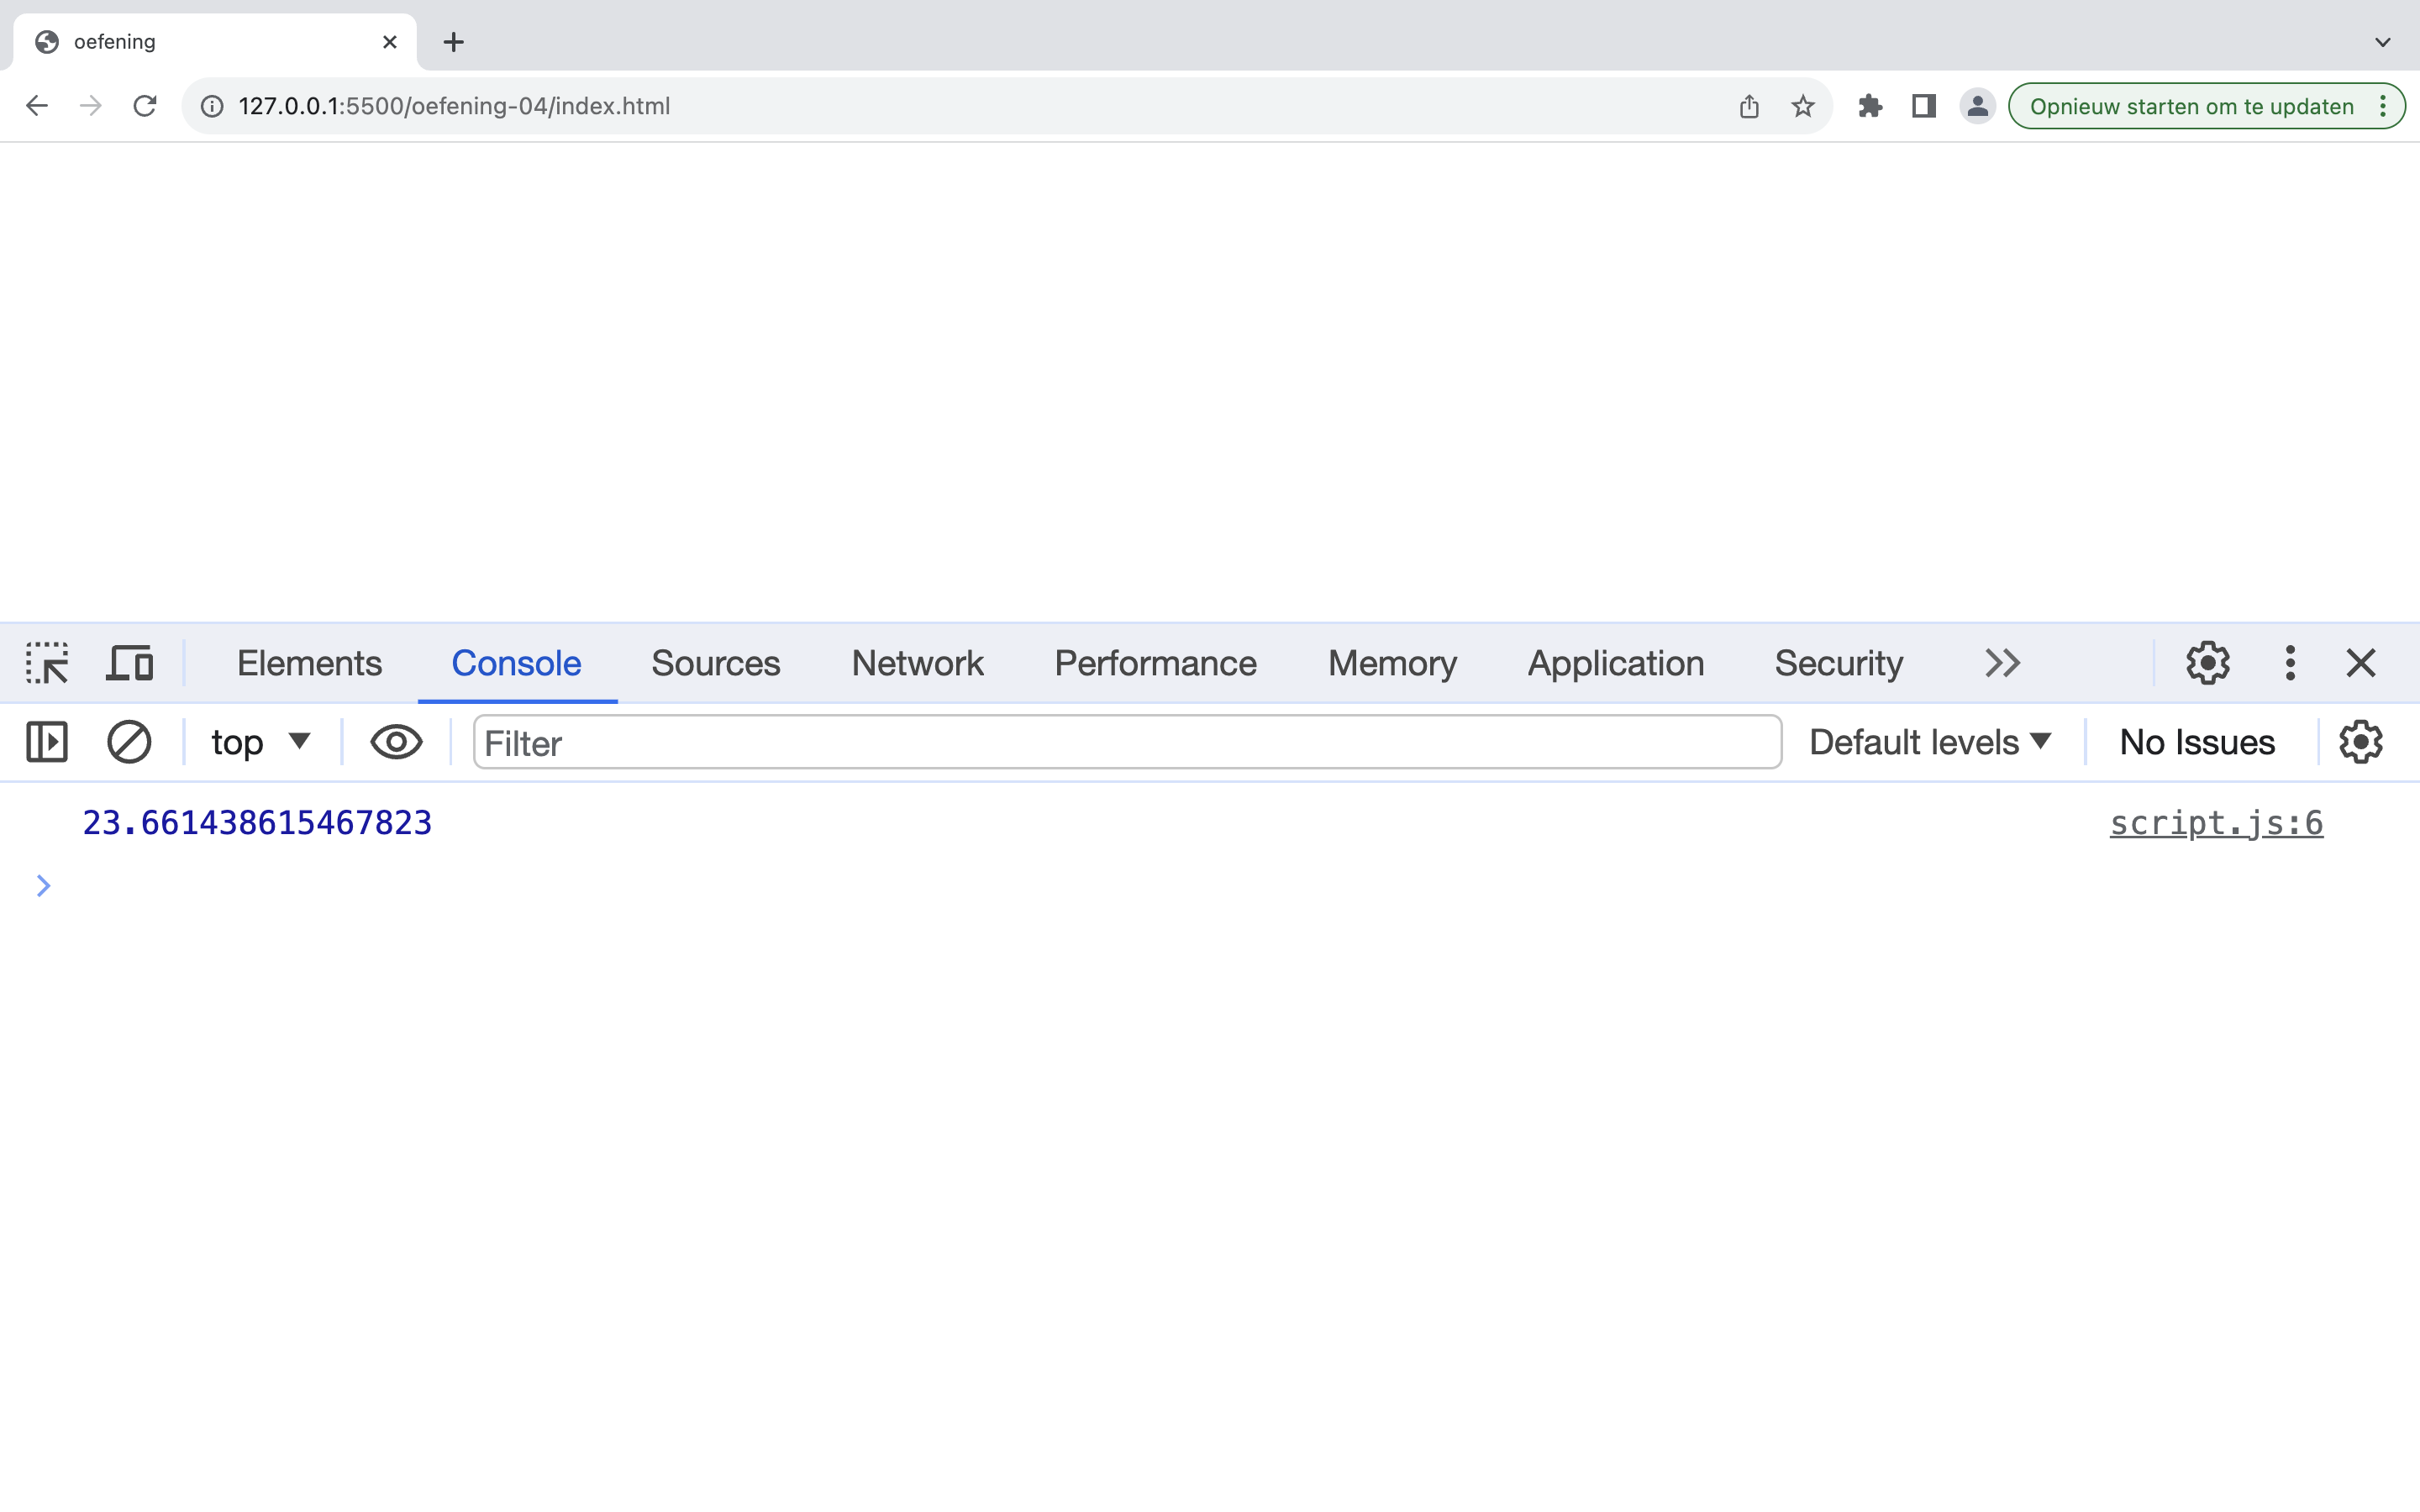 oefening
127.0.0.1:5500/oefening-04/index.html
Opnieuw starten om te updaten
Elements Console Sources Network Performance Memory Application Security
top Filter Default levels No Issues
23.661438615467823 script.js:6